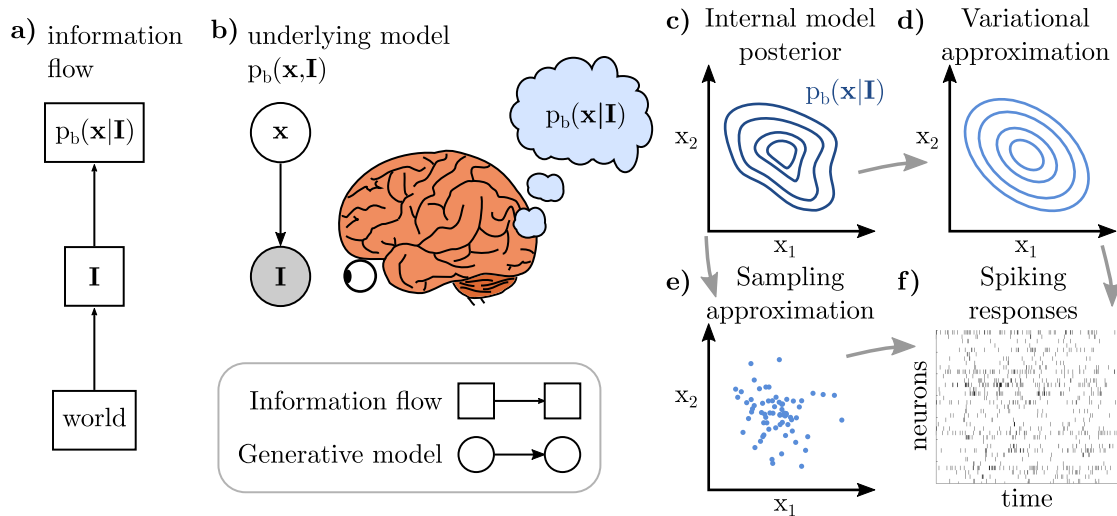 a) information
flow
p_b(x|I)
I
world
b) underlying model
p_b(x,I)
x
I
p_b(x|I)
Information flow
Generative model
c) Internal model
posterior
p_b(x|I)
x_2
x_1
d) Variational
approximation
x_2
x_1
e) Sampling
approximation
x_2
x_1
f) Spiking
responses
neurons
time